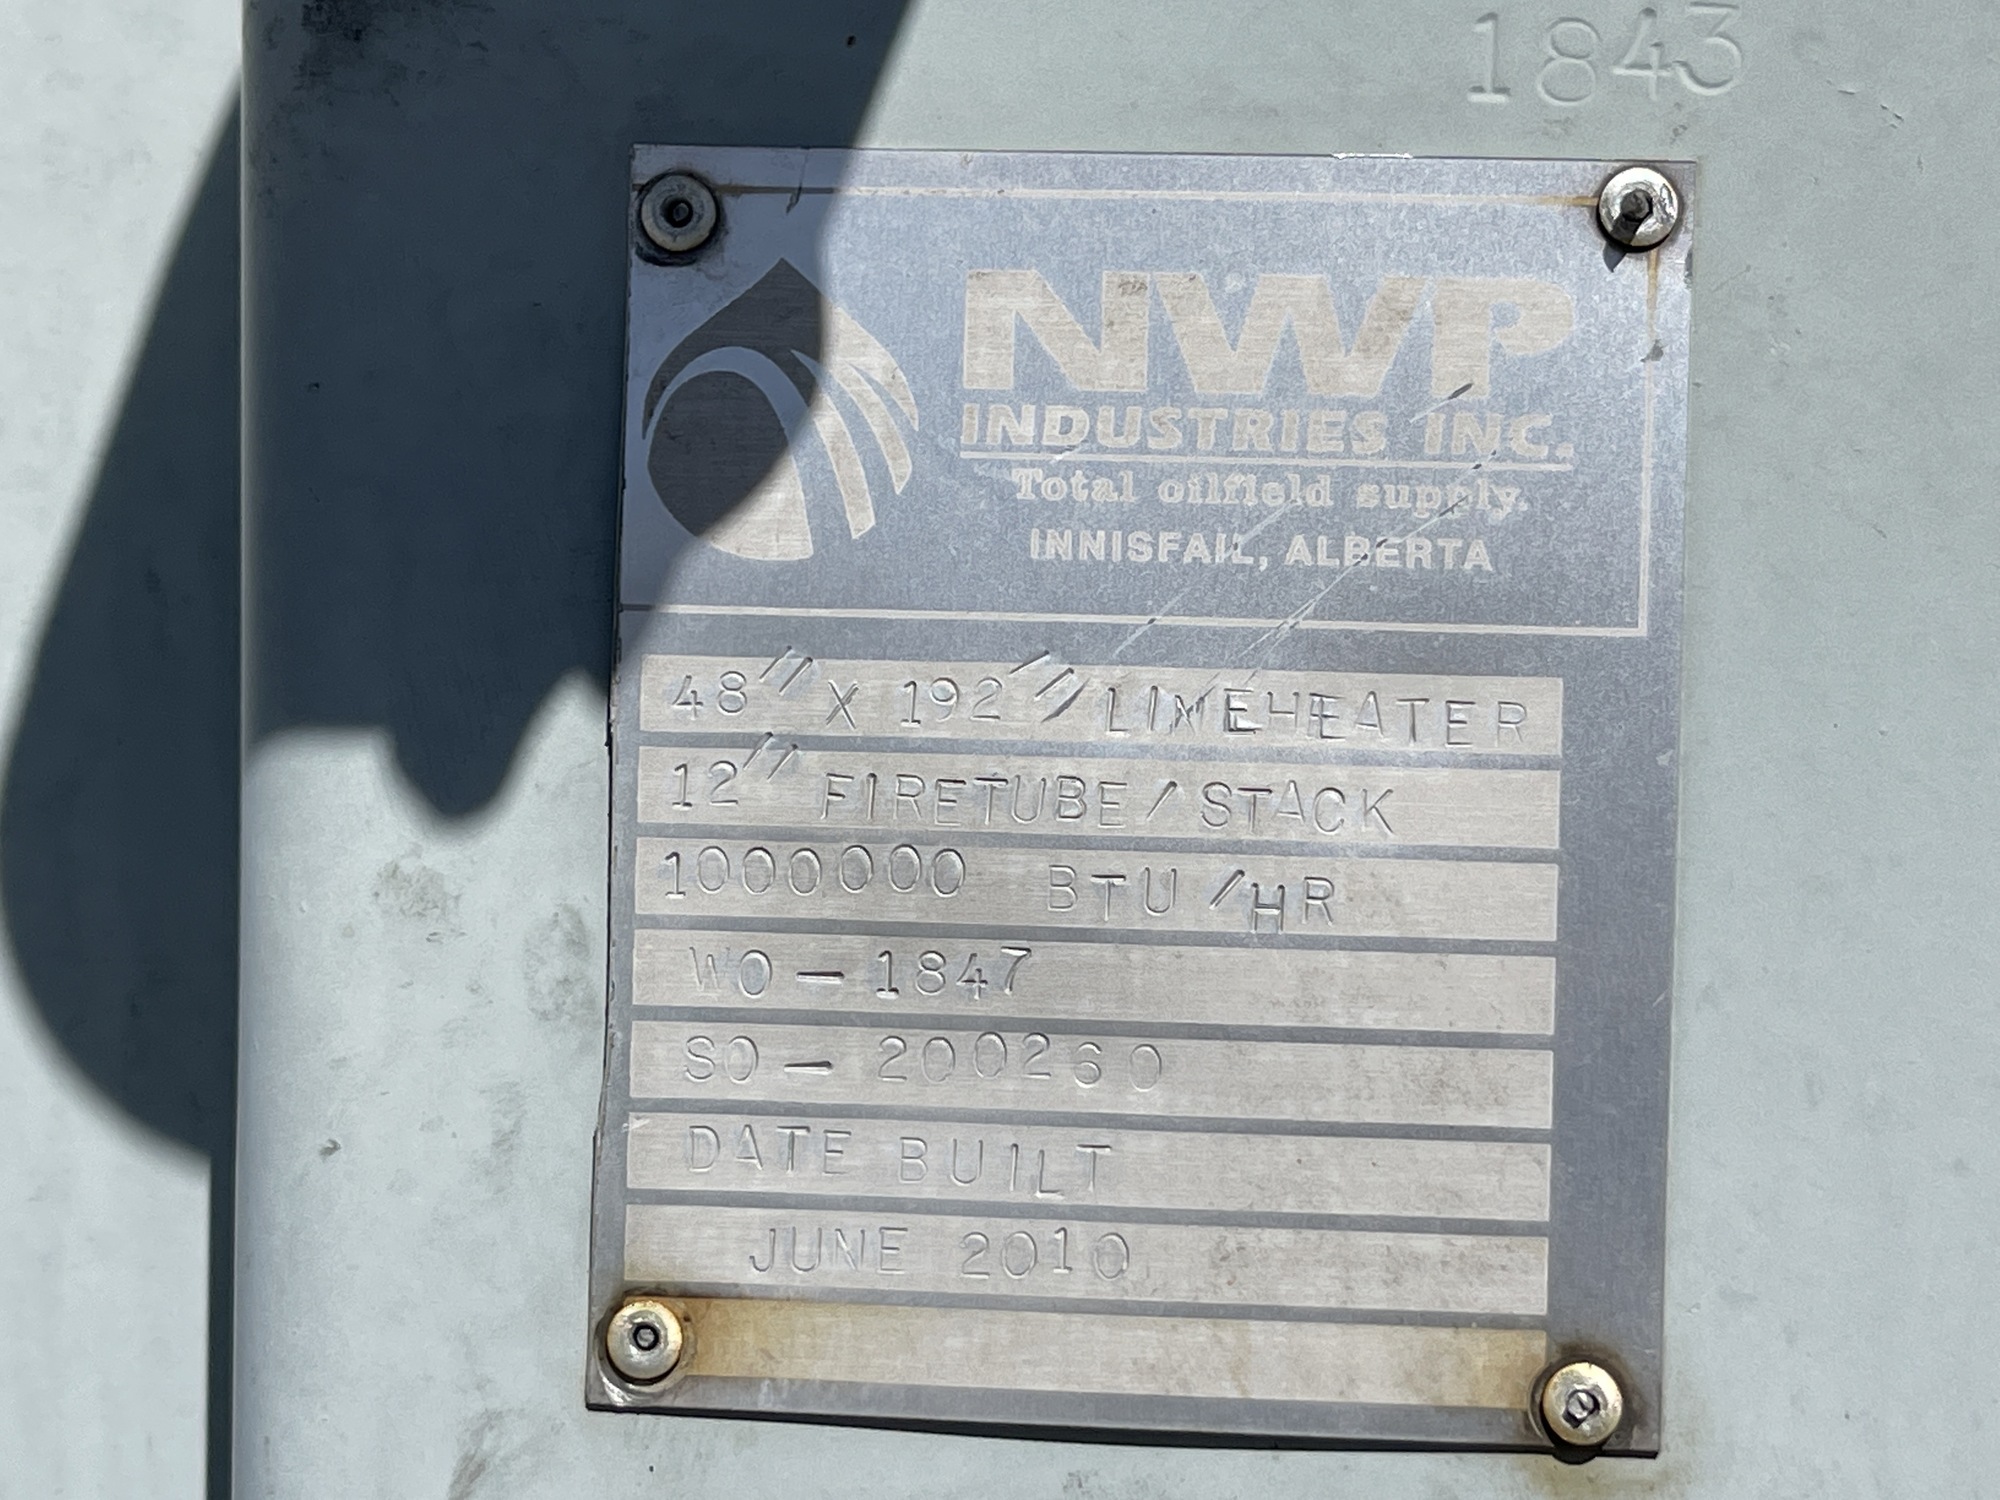 1843
NWP
INDUSTRIES INC.
Total oilfield supply.
INNISFAIL, ALBERTA
48" X 192" LINEHEATER
12" FIRETUBE/STACK
1000000 BTU/HR
WO-1847
SO-200260
DATE BUILT
JUNE 2010